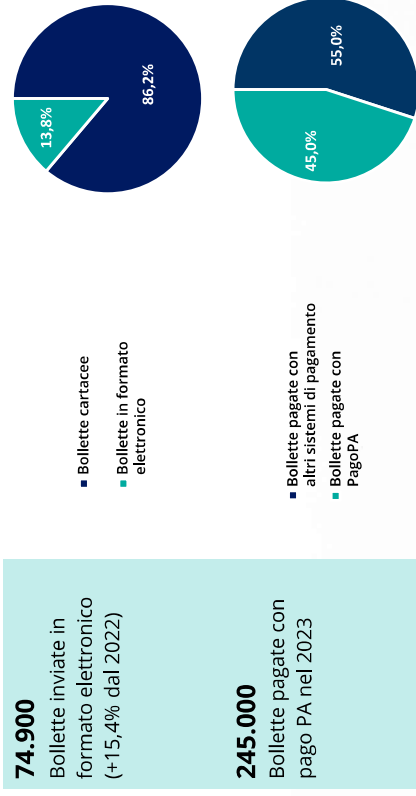 74.900
Bollette inviate in
formato elettronico
(+15,4% dal 2022)
Bollette cartacee
Bollette in formato
elettronico
13,8%
86,2%
245.000
Bollette pagate con
pago PA nel 2023
Bollette pagate con
altri sistemi di pagamento
Bollette pagate con
PagoPA
45,0%
55,0%